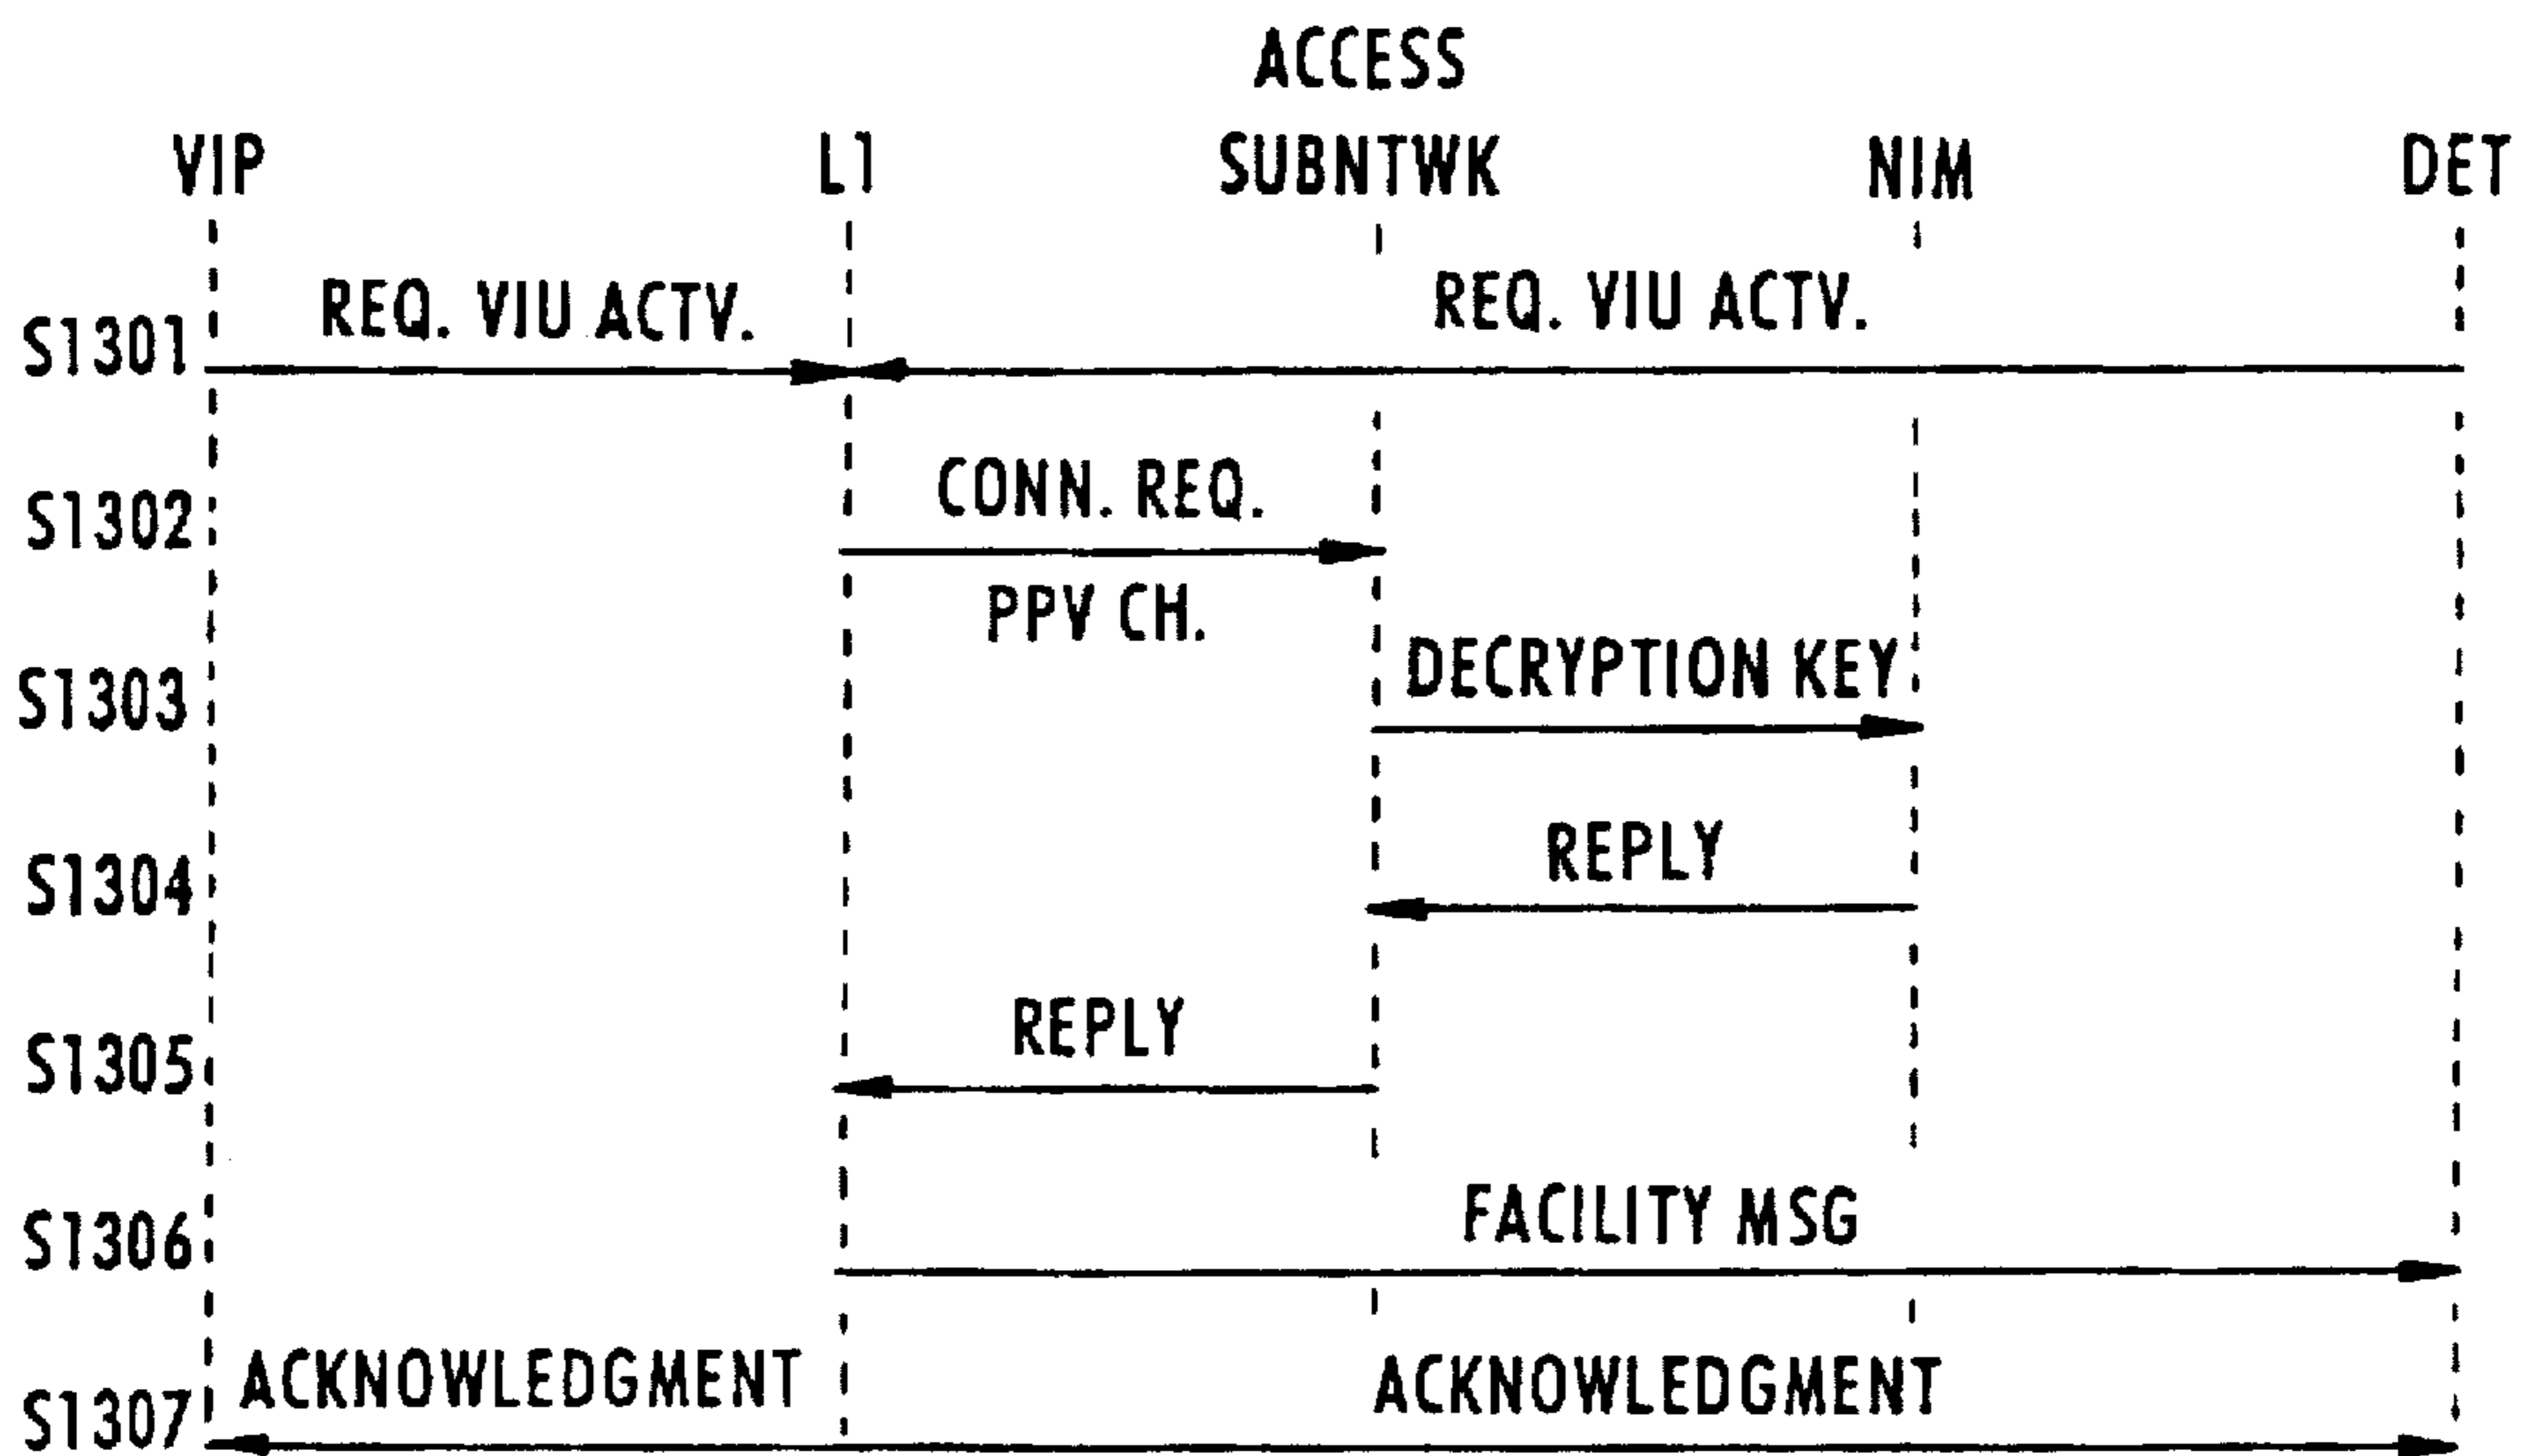 ACCESS
VIP L1 SUBNTWK NIM DET
REQ. VIU ACTV. REQ. VIU ACTV.
S1301
CONN. REQ.
S1302
PPV CH.
DECRYPTION KEY
S1303
REPLY
S1304
REPLY
S1305
FACILITY MSG
S1306
ACKNOWLEDGMENT ACKNOWLEDGMENT
S1307